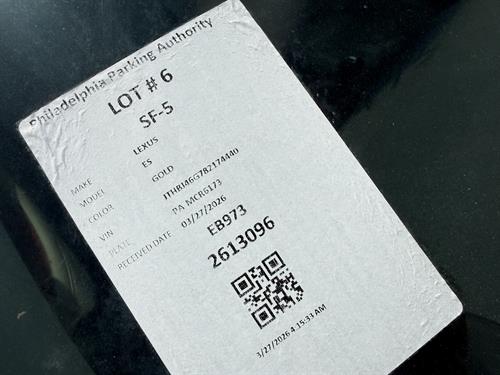 Philadelphia Parking Authority
LOT # 6
SF-5
MAKE LEXUS
MODEL ES
COLOR GOLD
VIN JTHBJ46G782174440
PLATE PA MCR6173
RECEIVED DATE 03/27/2026
EB973
2613096
3/27/2026 4:15:33 AM